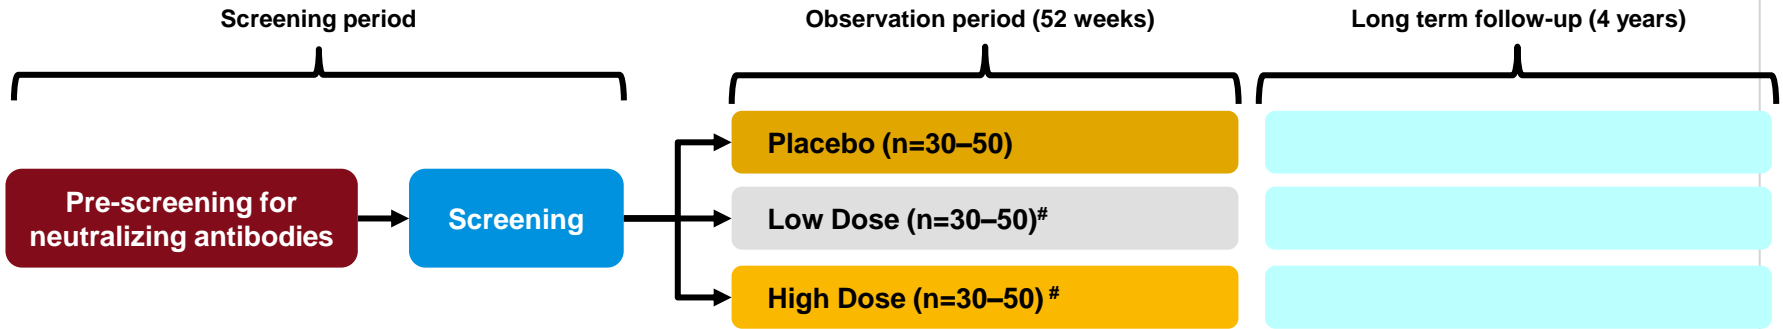 Screening period
Observation period (52 weeks)
Long term follow-up (4 years)
Pre-screening for
neutralizing antibodies
Screening
Placebo (n=30–50)
Low Dose (n=30–50)#
High Dose (n=30–50) #